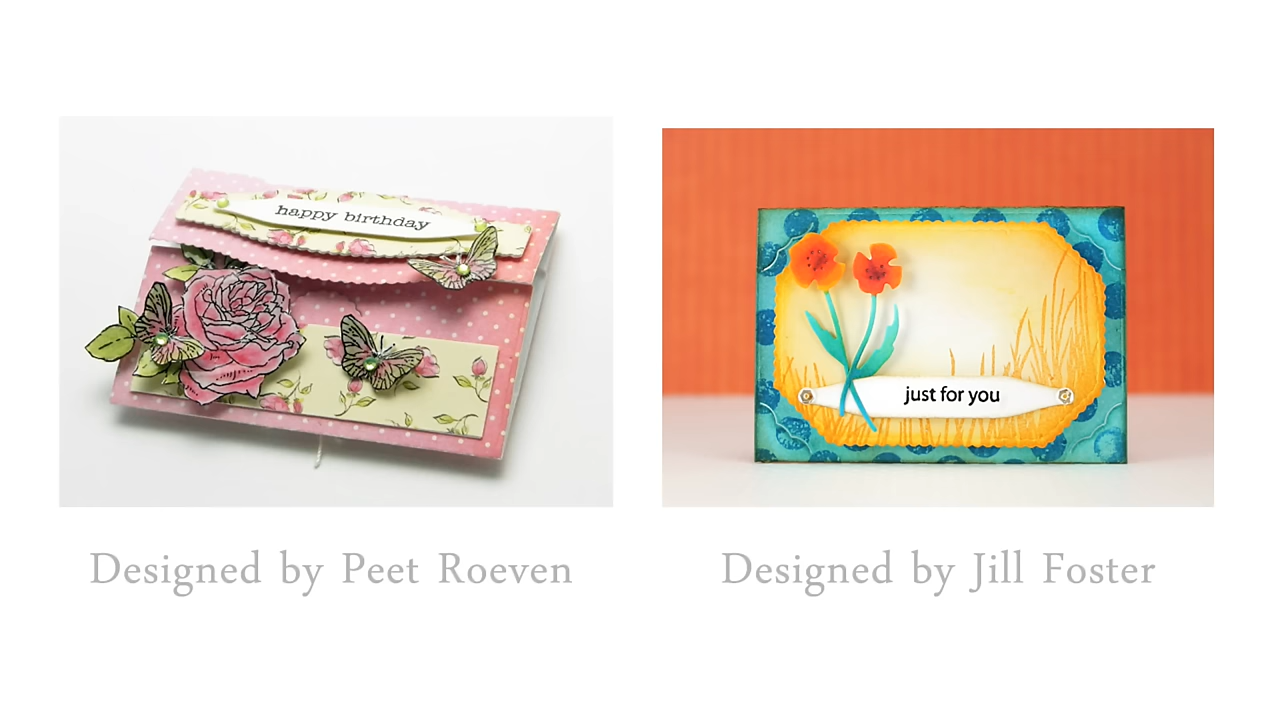 happy birthday
just for you
Designed by Peet Roeven
Designed by Jill Foster